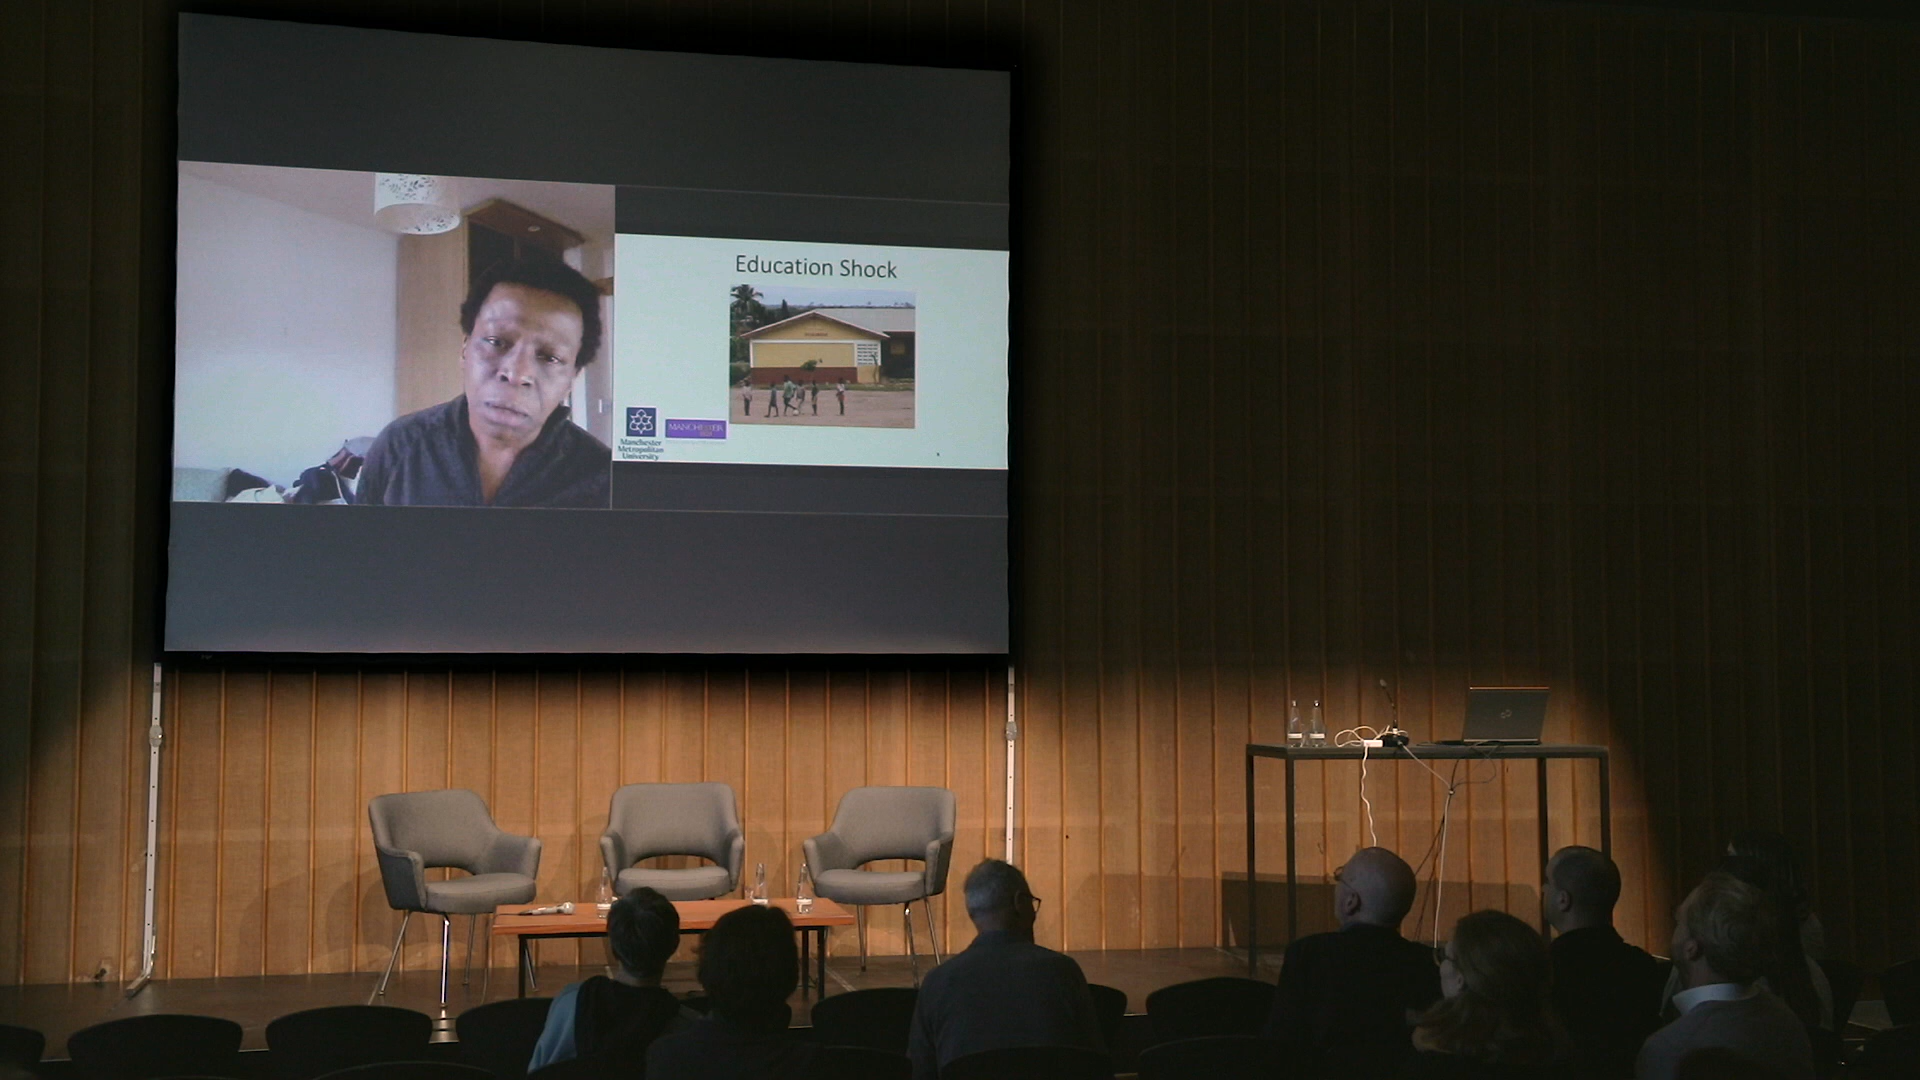 Education Shock
Manchester
Metropolitan
University
MANCHESTER